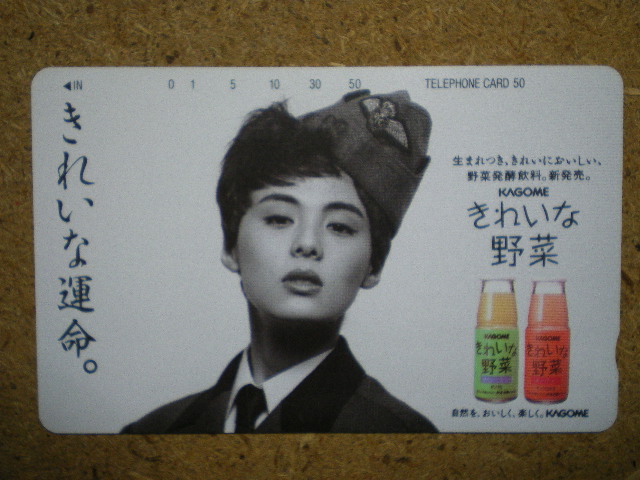 ◀IN 0 1 5 10 30 50 TELEPHONE CARD 50
きれいな運命。
生まれつき、きれいにおいしい、
野菜発酵飲料。新発売。
KAGOME
きれいな
野菜
KAGOME
きれいな
野菜
KAGOME
きれいな
野菜
自然を、おいしく、楽しく。KAGOME